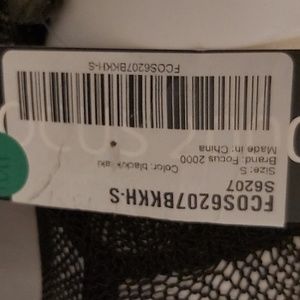 FCOS6207BKKH-S
S6207
Size: S Color: black/khaki
Brand: Focus 2000
Made in: China
FCOS6207BKKH-S